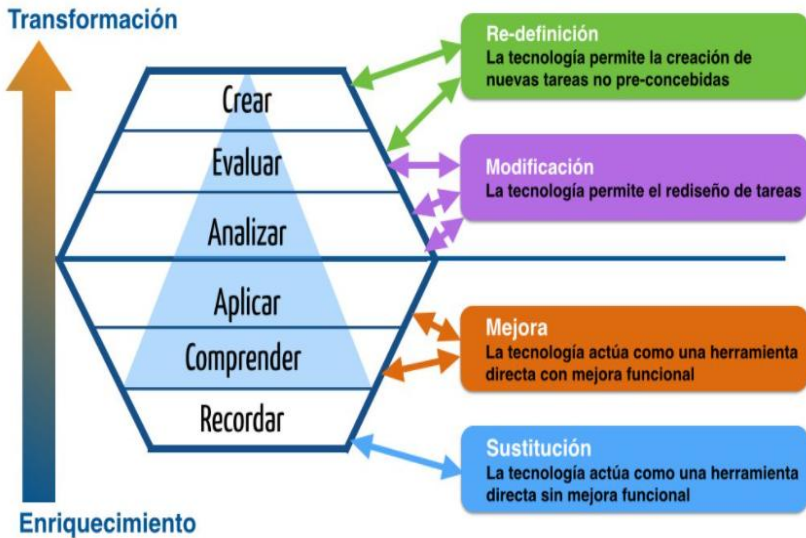 Transformación
Crear
Evaluar
Analizar
Aplicar
Comprender
Recordar
Enriquecimiento
Re-definición
La tecnología permite la creación de
nuevas tareas no pre-concebidas
Modificación
La tecnología permite el rediseño de tareas
Mejora
La tecnología actúa como una herramienta
directa con mejora funcional
Sustitución
La tecnología actúa como una herramienta
directa sin mejora funcional